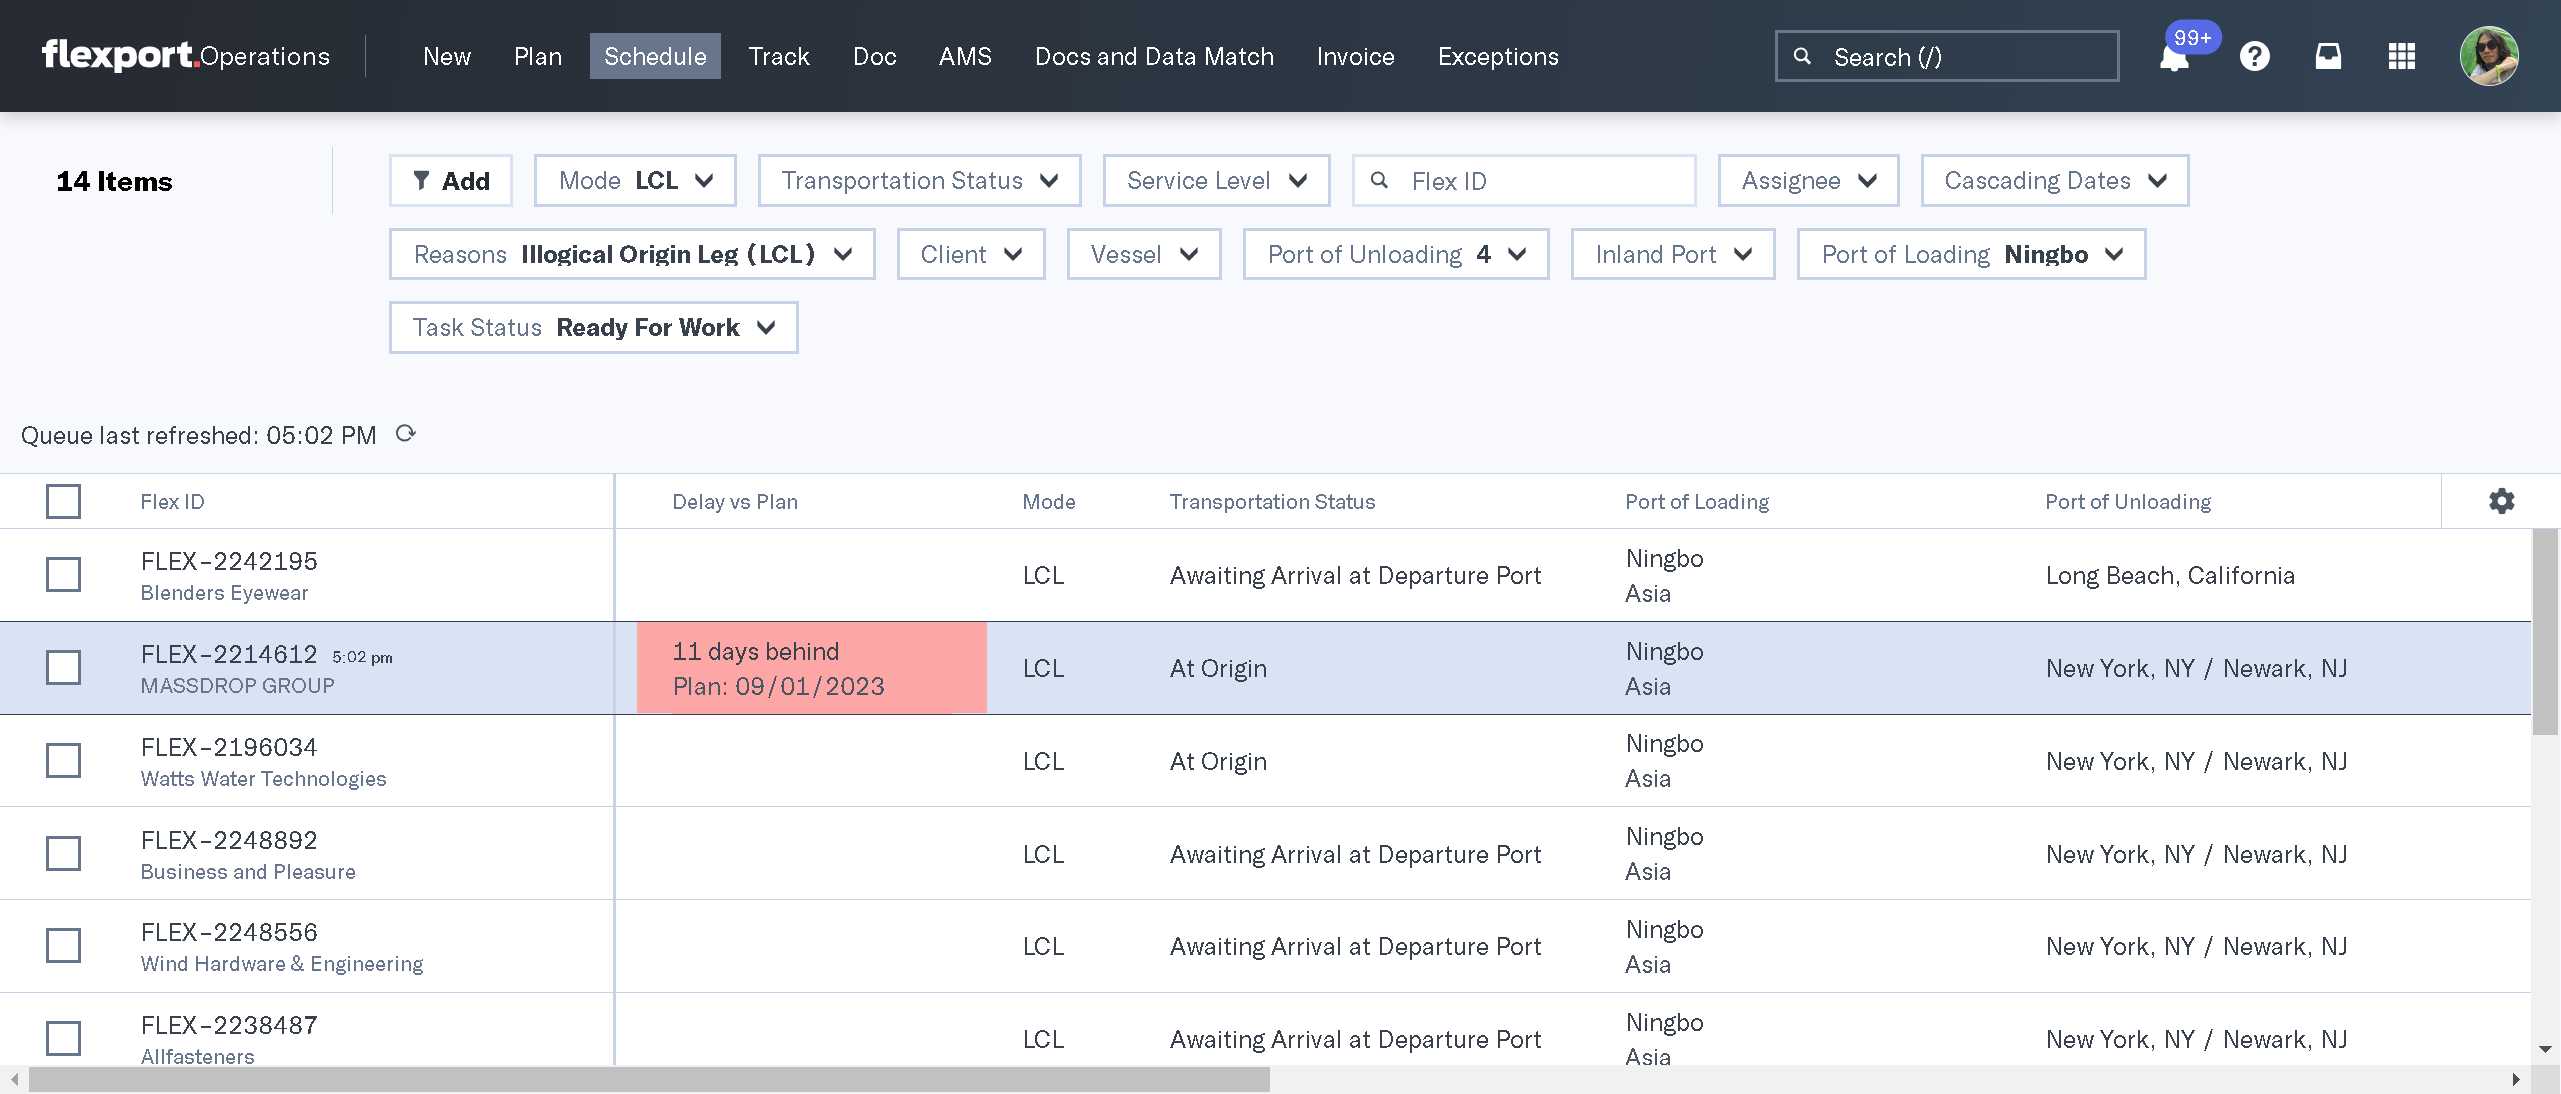 flexport. Operations New Plan Schedule Track Doc AMS Docs and Data Match Invoice Exceptions Search (/) 99+
14 Items Add Mode LCL Transportation Status Service Level Flex ID Assignee Cascading Dates
Reasons Illogical Origin Leg (LCL) Client Vessel Port of Unloading 4 Inland Port Port of Loading Ningbo
Task Status Ready For Work
Queue last refreshed: 05:02 PM
Flex ID Delay vs Plan Mode Transportation Status Port of Loading Port of Unloading
FLEX-2242195 LCL Awaiting Arrival at Departure Port Ningbo Long Beach, California
Blenders Eyewear Asia
FLEX-2214612 5:02 pm 11 days behind LCL At Origin Ningbo New York, NY / Newark, NJ
MASSDROP GROUP Plan: 09/01/2023 Asia
FLEX-2196034 LCL At Origin Ningbo New York, NY / Newark, NJ
Watts Water Technologies Asia
FLEX-2248892 LCL Awaiting Arrival at Departure Port Ningbo New York, NY / Newark, NJ
Business and Pleasure Asia
FLEX-2248556 LCL Awaiting Arrival at Departure Port Ningbo New York, NY / Newark, NJ
Wind Hardware & Engineering Asia
FLEX-2238487 LCL Awaiting Arrival at Departure Port Ningbo New York, NY / Newark, NJ
Allfasteners Asia